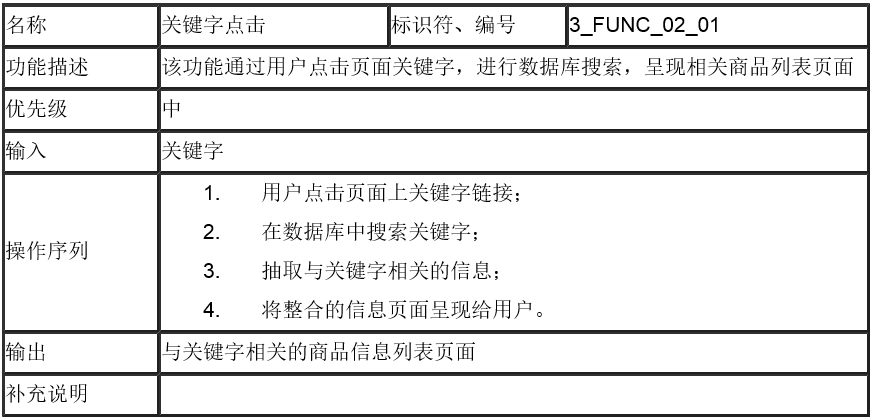 名称 关键字点击 标识符、编号 3_FUNC_02_01
功能描述 该功能通过用户点击页面关键字，进行数据库搜索，呈现相关商品列表页面
优先级 中
输入 关键字
操作序列
1. 用户点击页面上关键字链接；
2. 在数据库中搜索关键字；
3. 抽取与关键字相关的信息；
4. 将整合的信息页面呈现给用户。
输出 与关键字相关的商品信息列表页面
补充说明